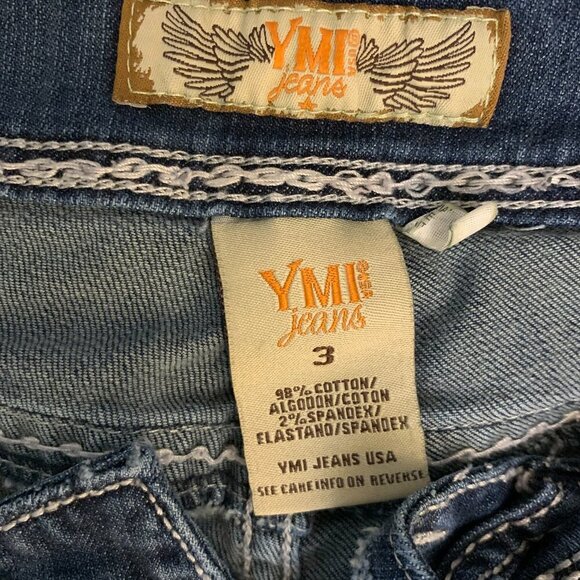 YMI
jeans
YMI
jeans
3
98% COTTON/
ALGODON/COTON
2% SPANDEX/
ELASTANO/SPANDEX
YMI JEANS USA
SEE CARE INFO ON REVERSE